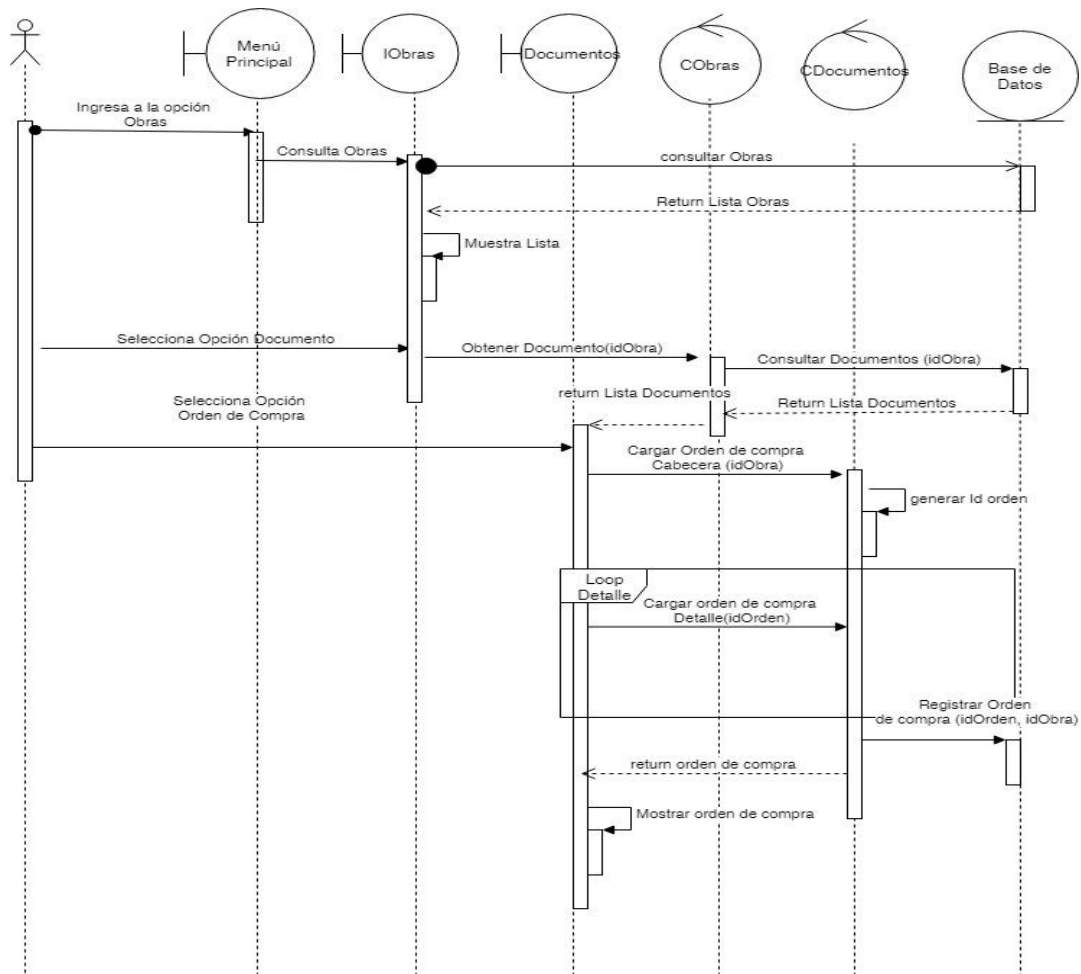 Menú
Principal
IObras
Documentos
CObras
CDocumentos
Base de
Datos
Ingresa a la opción
Obras
Consulta Obras
consultar Obras
Return Lista Obras
Muestra Lista
Selecciona Opción Documento
Obtener Documento(idObra)
Consultar Documentos (idObra)
return Lista Documentos
Return Lista Documentos
Selecciona Opción
Orden de Compra
Cargar Orden de compra
Cabecera (idObra)
generar Id orden
Loop
Detalle
Cargar orden de compra
Detalle(idOrden)
Registrar Orden
de compra (idOrden, idObra)
return orden de compra
Mostrar orden de compra